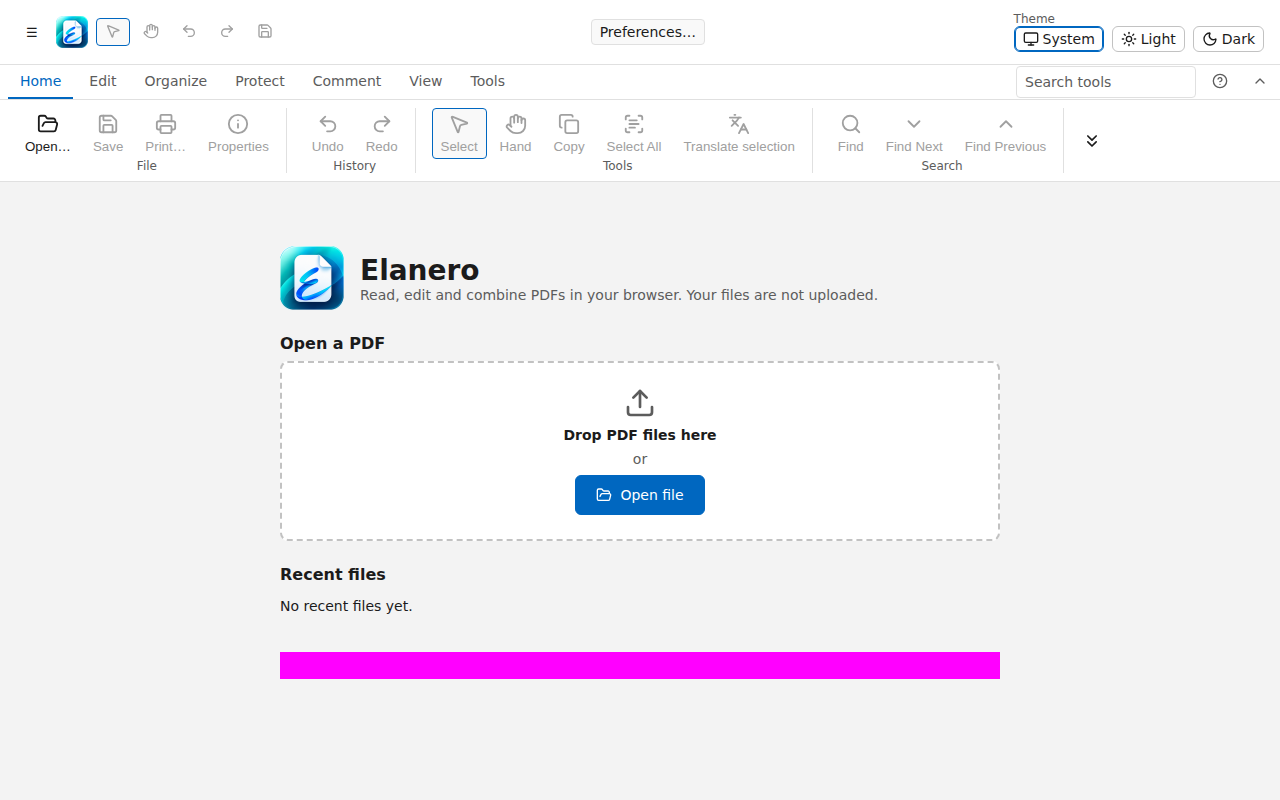 Preferences…
Theme
System
Light
Dark
Home
Edit
Organize
Protect
Comment
View
Tools
Search tools
Open…
Save
Print…
Properties
File
Undo
Redo
History
Select
Hand
Copy
Select All
Translate selection
Tools
Find
Find Next
Find Previous
Search
Elanero
Read, edit and combine PDFs in your browser. Your files are not uploaded.
Open a PDF
Drop PDF files here
or
Open file
Recent files
No recent files yet.